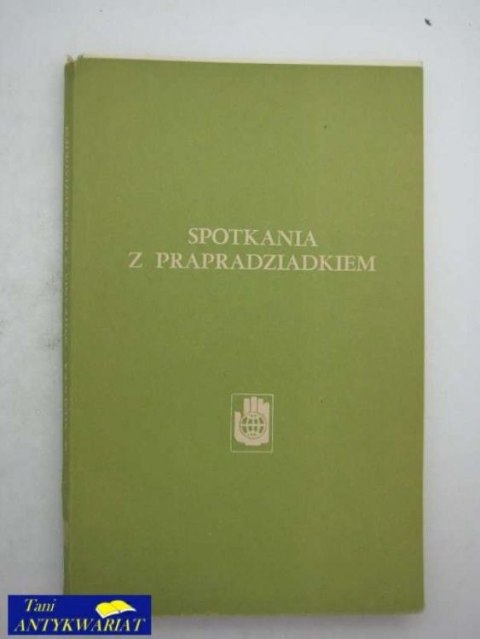 SPOTKANIA
Z PRAPRADZIADKIEM
Tani
ANTYKWARIAT